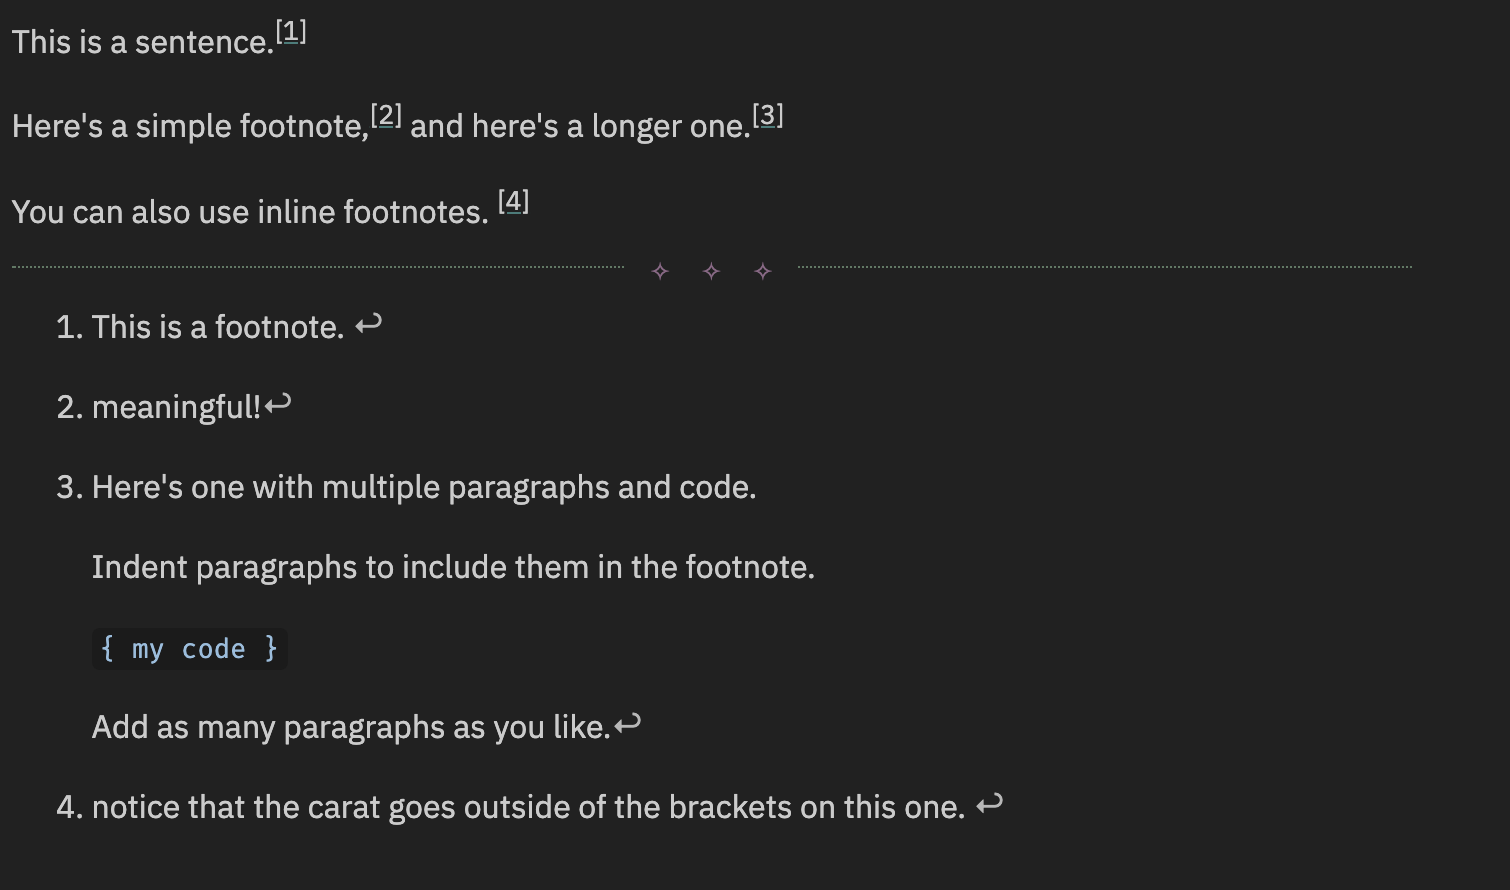 This is a sentence.[1]
Here's a simple footnote,[2] and here's a longer one.[3]
You can also use inline footnotes. [4]
1. This is a footnote. ↩
2. meaningful!↩
3. Here's one with multiple paragraphs and code.
Indent paragraphs to include them in the footnote.
{ my code }
Add as many paragraphs as you like.↩
4. notice that the carat goes outside of the brackets on this one. ↩